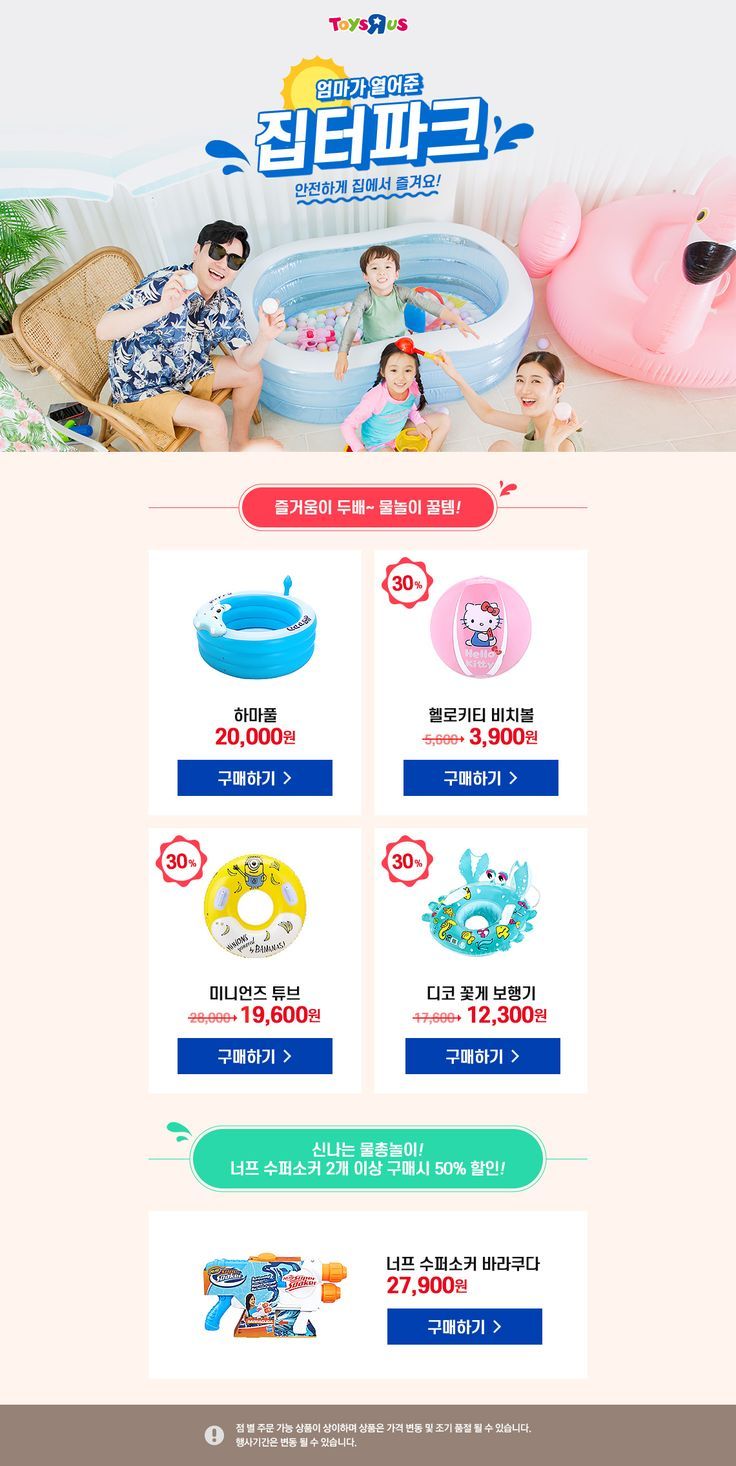 TOYSЯUS
엄마가 열어준
집터파크
안전하게 집에서 즐겨요!
즐거움이 두배~ 물놀이 꿀템!
하마풀
20,000원
구매하기 >
30%
Hello
Kitty
헬로키티 비치볼
5,600 3,900원
구매하기 >
30%
MINIONS
BANANAS!
미니언즈 튜브
28,000 19,600원
구매하기 >
30%
디코 꽃게 보행기
17,600 12,300원
구매하기 >
신나는 물총놀이!
너프 수퍼소커 2개 이상 구매시 50% 할인!
Super
Soaker
Super
Soaker
너프 수퍼소커 바라쿠다
27,900원
구매하기 >
점 별 주문 가능 상품이 상이하며 상품은 가격 변동 및 조기 품절 될 수 있습니다.
행사기간은 변동 될 수 있습니다.